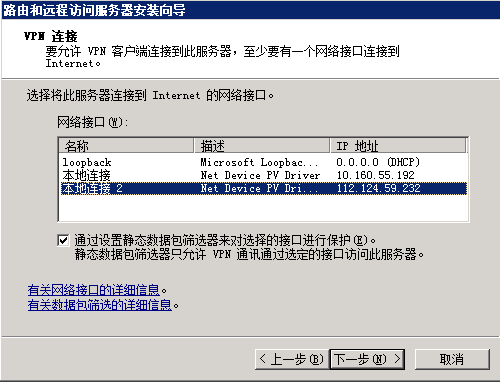 路由和远程访问服务器安装向导
VPN 连接
要允许 VPN 客户端连接到此服务器，至少要有一个网络接口连接到
Internet。
选择将此服务器连接到 Internet 的网络接口。
网络接口(W):
名称 描述 IP 地址
loopback Microsoft Loopbac... 0.0.0.0 (DHCP)
本地连接 Net Device PV Driver 10.160.55.192
本地连接 2 Net Device PV Dri... 112.124.59.232
通过设置静态数据包筛选器来对选择的接口进行保护(E)。
静态数据包筛选器只允许 VPN 通讯通过选定的接口访问此服务器。
有关网络接口的详细信息。
有关数据包筛选的详细信息。
< 上一步(B) 下一步(N) > 取消